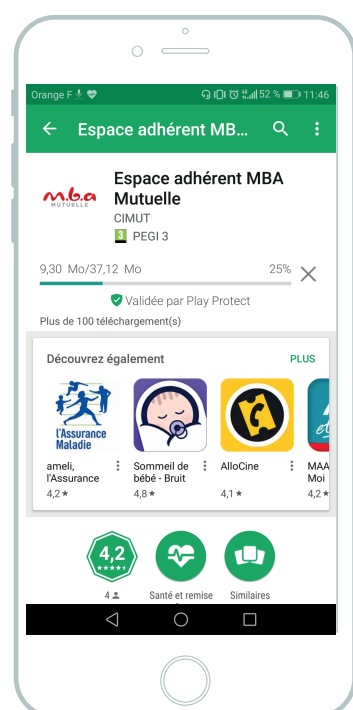 Orange F 52 % 11:46
Espace adhérent MB...
m.b.a
MUTUELLE
Espace adhérent MBA
Mutuelle
CIMUT
3 PEGI 3
9,30 Mo/37,12 Mo 25%
Validée par Play Protect
Plus de 100 téléchargement(s)
Découvrez également PLUS
l'Assurance
Maladie
et
ameli,
l'Assurance
4,2 ★
Sommeil de
bébé - Bruit
4,8 ★
AlloCine
4,1 ★
MAA
Moi
4,2 ★
4,2
4
Santé et remise
Similaires